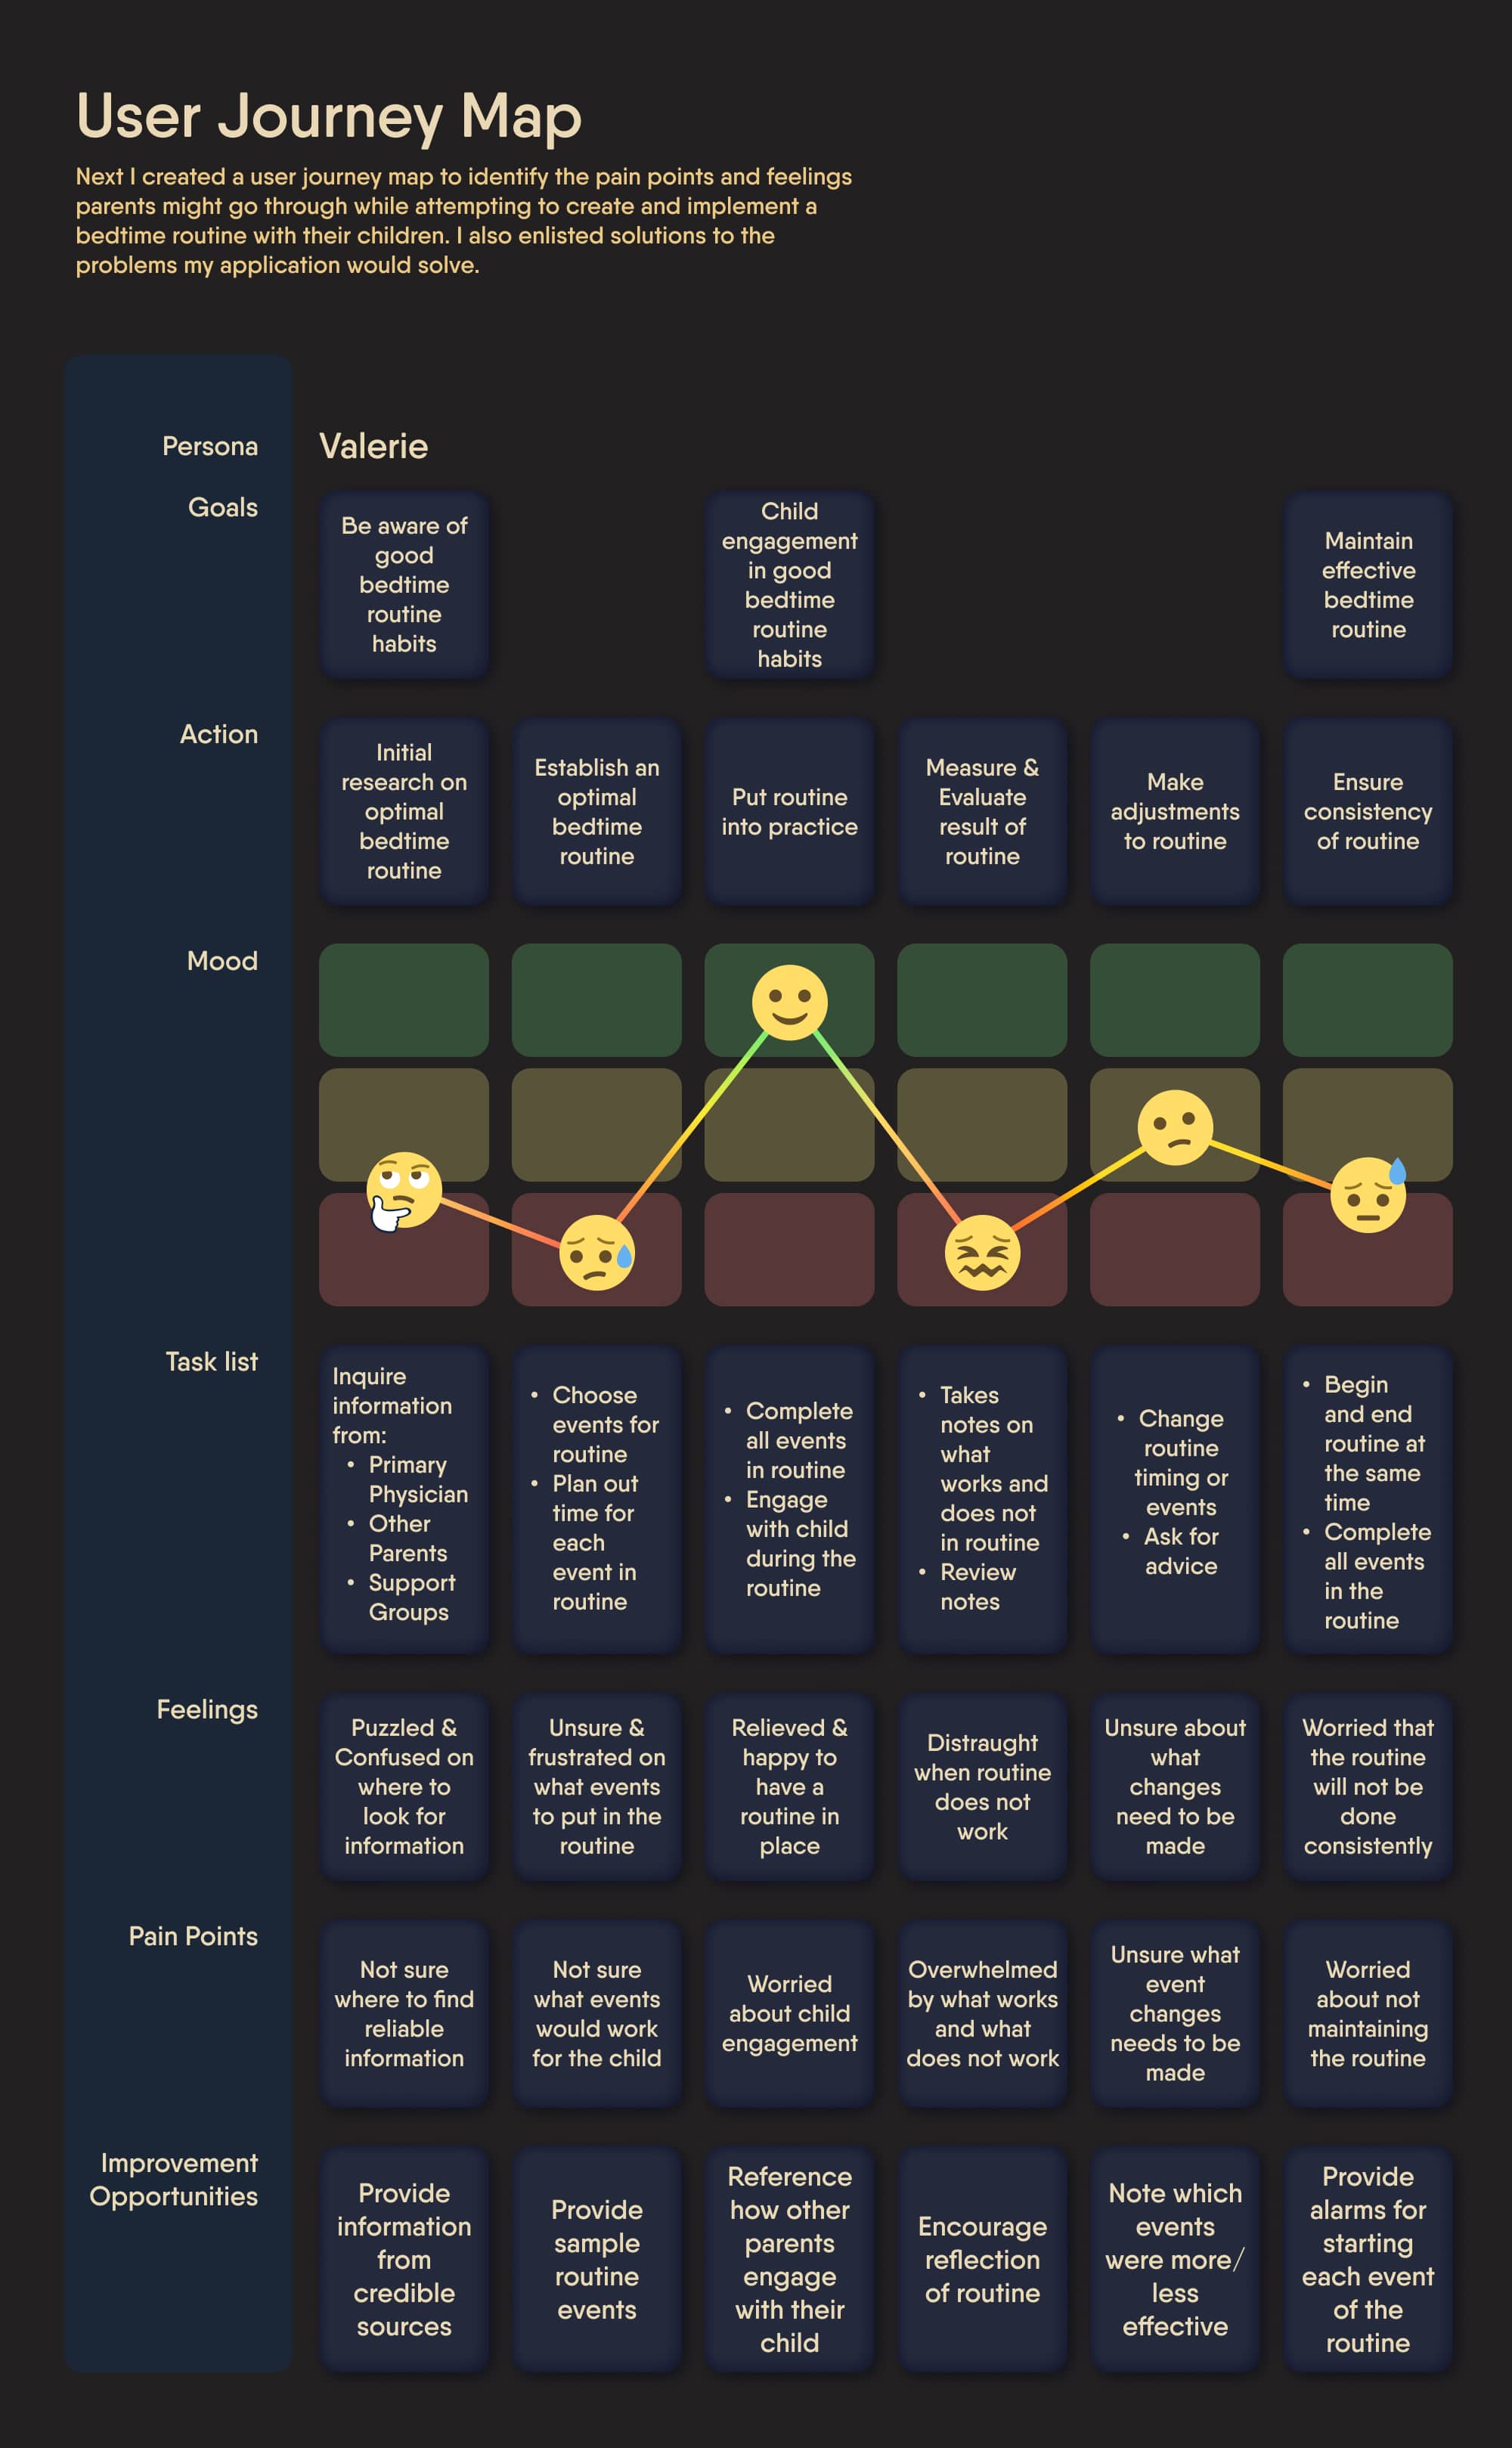 User Journey Map
Next I created a user journey map to identify the pain points and feelings
parents might go through while attempting to create and implement a
bedtime routine with their children. I also enlisted solutions to the
problems my application would solve.
Persona
Valerie
Goals
Be aware of
good
bedtime
routine
habits
Child
engagement
in good
bedtime
routine
habits
Maintain
effective
bedtime
routine
Action
Initial
research on
optimal
bedtime
routine
Establish an
optimal
bedtime
routine
Put routine
into practice
Measure &
Evaluate
result of
routine
Make
adjustments
to routine
Ensure
consistency
of routine
Mood
Task list
Inquire
information
from:
• Primary
Physician
• Other
Parents
• Support
Groups
• Choose
events for
routine
• Plan out
time for
each
event in
routine
• Complete
all events
in routine
• Engage
with child
during the
routine
• Takes
notes on
what
works and
does not
in routine
• Review
notes
• Change
routine
timing or
events
• Ask for
advice
• Begin
and end
routine at
the same
time
• Complete
all events
in the
routine
Feelings
Puzzled &
Confused on
where to
look for
information
Unsure &
frustrated on
what events
to put in the
routine
Relieved &
happy to
have a
routine in
place
Distraught
when routine
does not
work
Unsure about
what
changes
need to be
made
Worried that
the routine
will not be
done
consistently
Pain Points
Not sure
where to find
reliable
information
Not sure
what events
would work
for the child
Worried
about child
engagement
Overwhelmed
by what works
and what
does not work
Unsure what
event
changes
needs to be
made
Worried
about not
maintaining
the routine
Improvement
Opportunities
Provide
information
from
credible
sources
Provide
sample
routine
events
Reference
how other
parents
engage
with their
child
Encourage
reflection
of routine
Note which
events
were more/
less
effective
Provide
alarms for
starting
each event
of the
routine